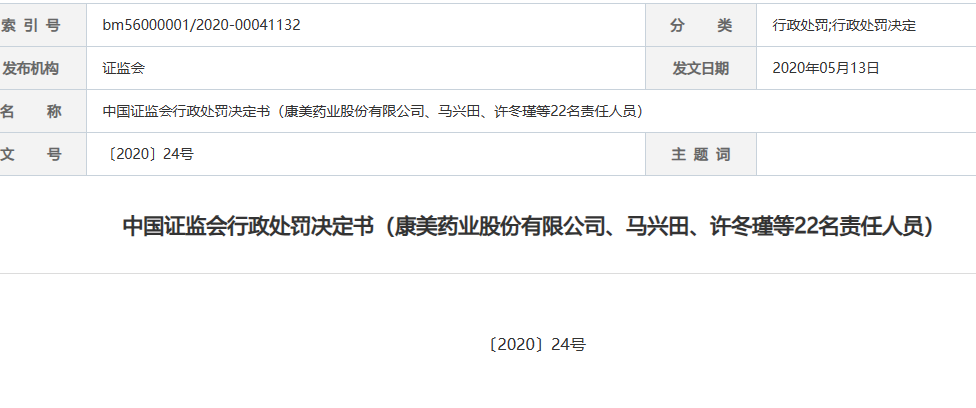 索 引 号 bm56000001/2020-00041132 分 类 行政处罚;行政处罚决定
发布机构 证监会 发文日期 2020年05月13日
名 称 中国证监会行政处罚决定书（康美药业股份有限公司、马兴田、许冬瑾等22名责任人员）
文 号 〔2020〕24号 主 题 词
中国证监会行政处罚决定书（康美药业股份有限公司、马兴田、许冬瑾等22名责任人员）
〔2020〕24号